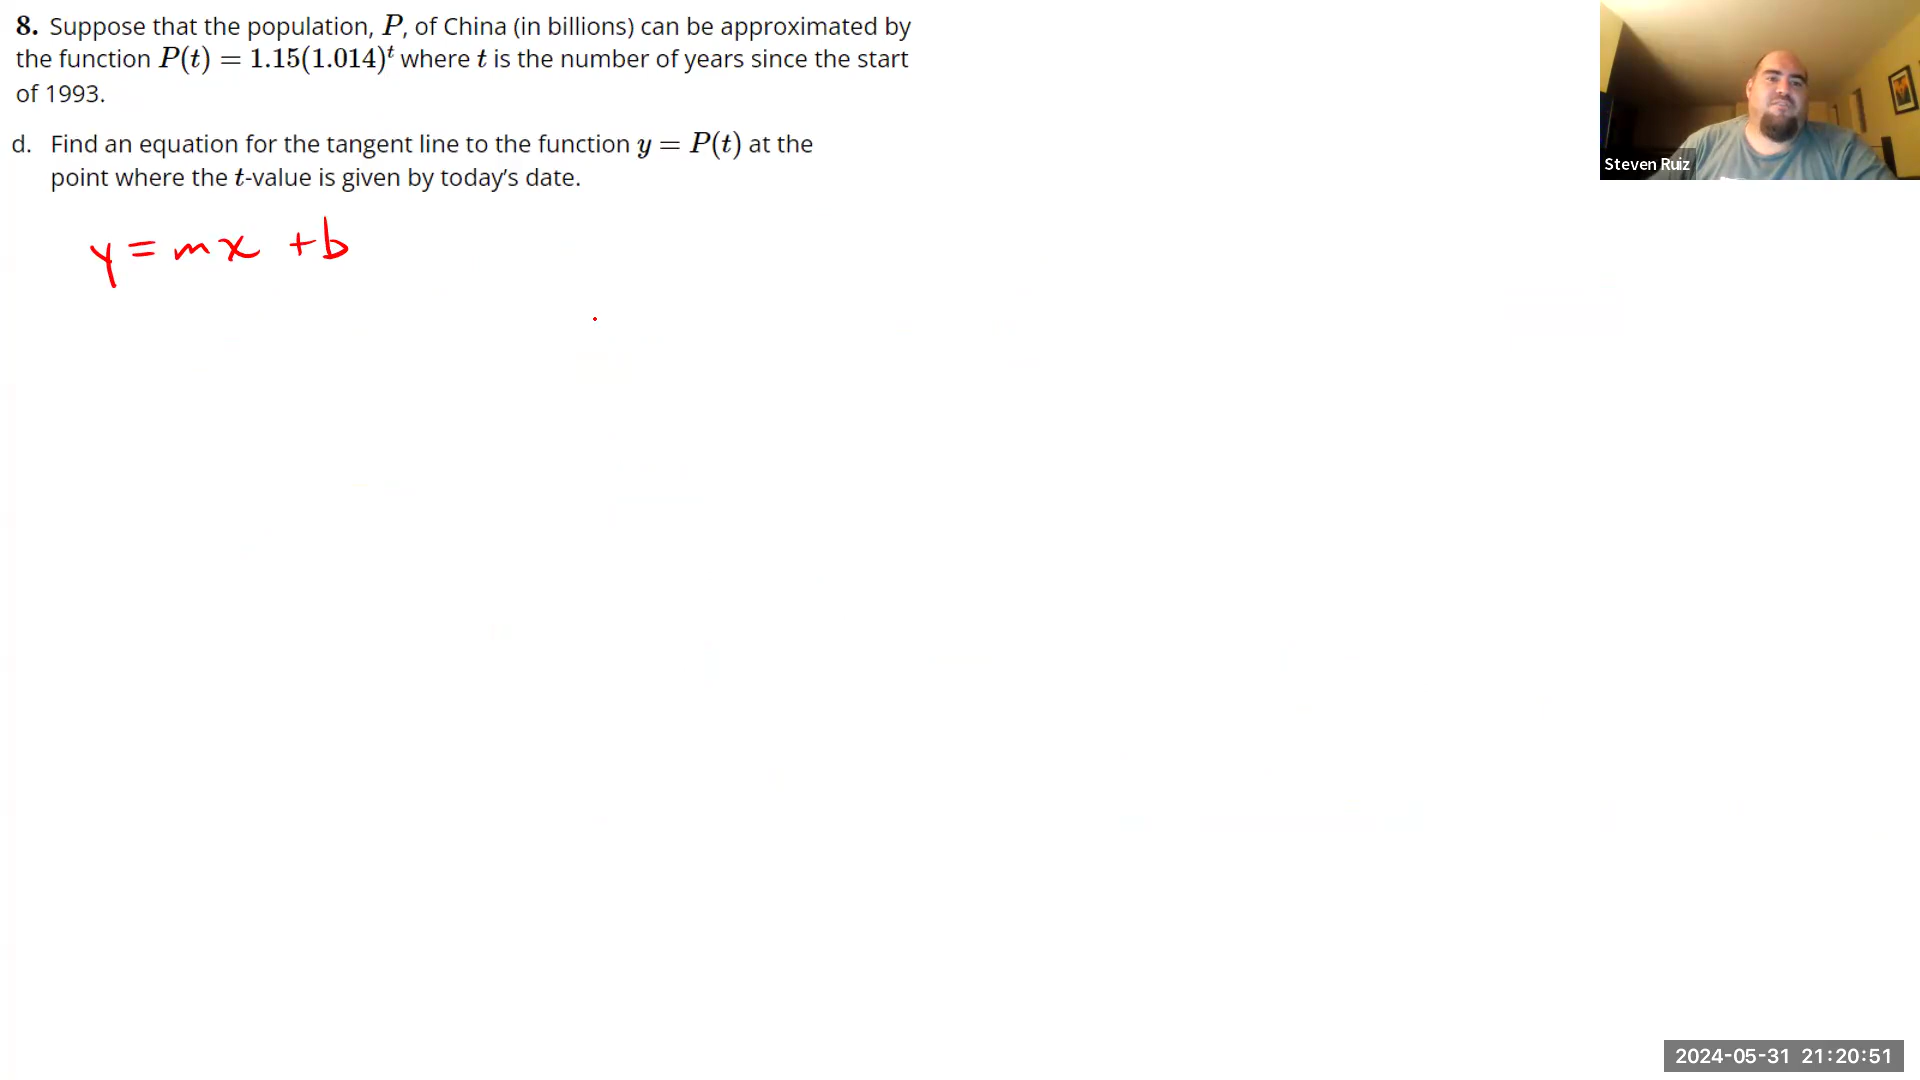 8. Suppose that the population, P, of China (in billions) can be approximated by
the function P(t) = 1.15(1.014)^t where t is the number of years since the start
of 1993.
d. Find an equation for the tangent line to the function y = P(t) at the
point where the t-value is given by today's date.
y = mx + b
Steven Ruiz
2024-05-31 21:20:51